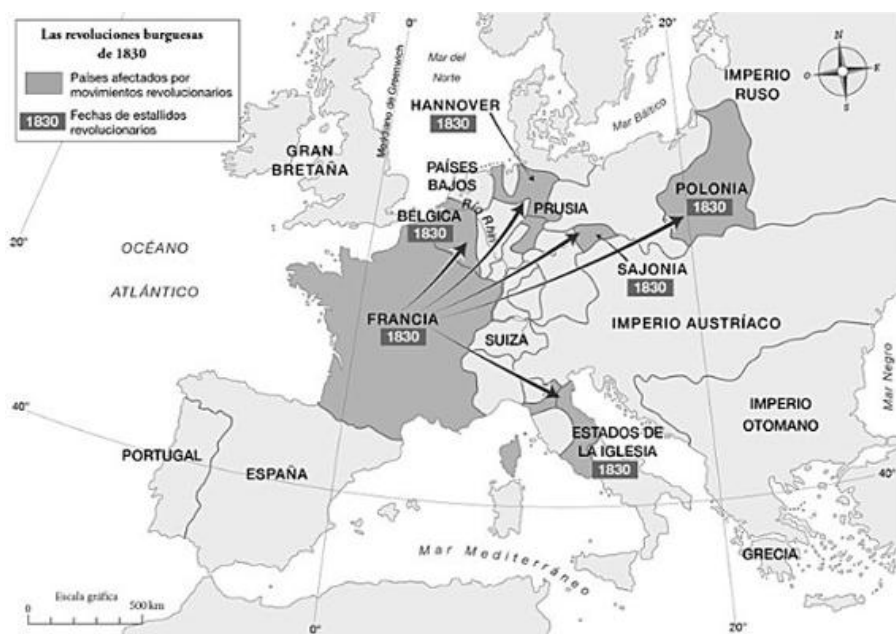 Las revoluciones burguesas
de 1830
Países afectados por
movimientos revolucionarios
1830
Fechas de estallidos
revolucionarios
0°
20°
Meridiano de Greenwich
Mar del
Norte
HANNOVER
1830
IMPERIO
RUSO
N
O
E
S
Mar Báltico
GRAN
BRETAÑA
PAÍSES
BAJOS
Río Rhin
PRUSIA
POLONIA
1830
BELGICA
1830
20°
OCÉANO
ATLÁNTICO
SAJONIA
1830
FRANCIA
1830
SUIZA
IMPERIO AUSTRÍACO
Mar Negro
40°
IMPERIO
OTOMANO
ESTADOS DE
LA IGLESIA
1830
PORTUGAL
ESPAÑA
40°
Mar Mediterráneo
GRECIA
Escala gráfica
0
500 km
0°
20°